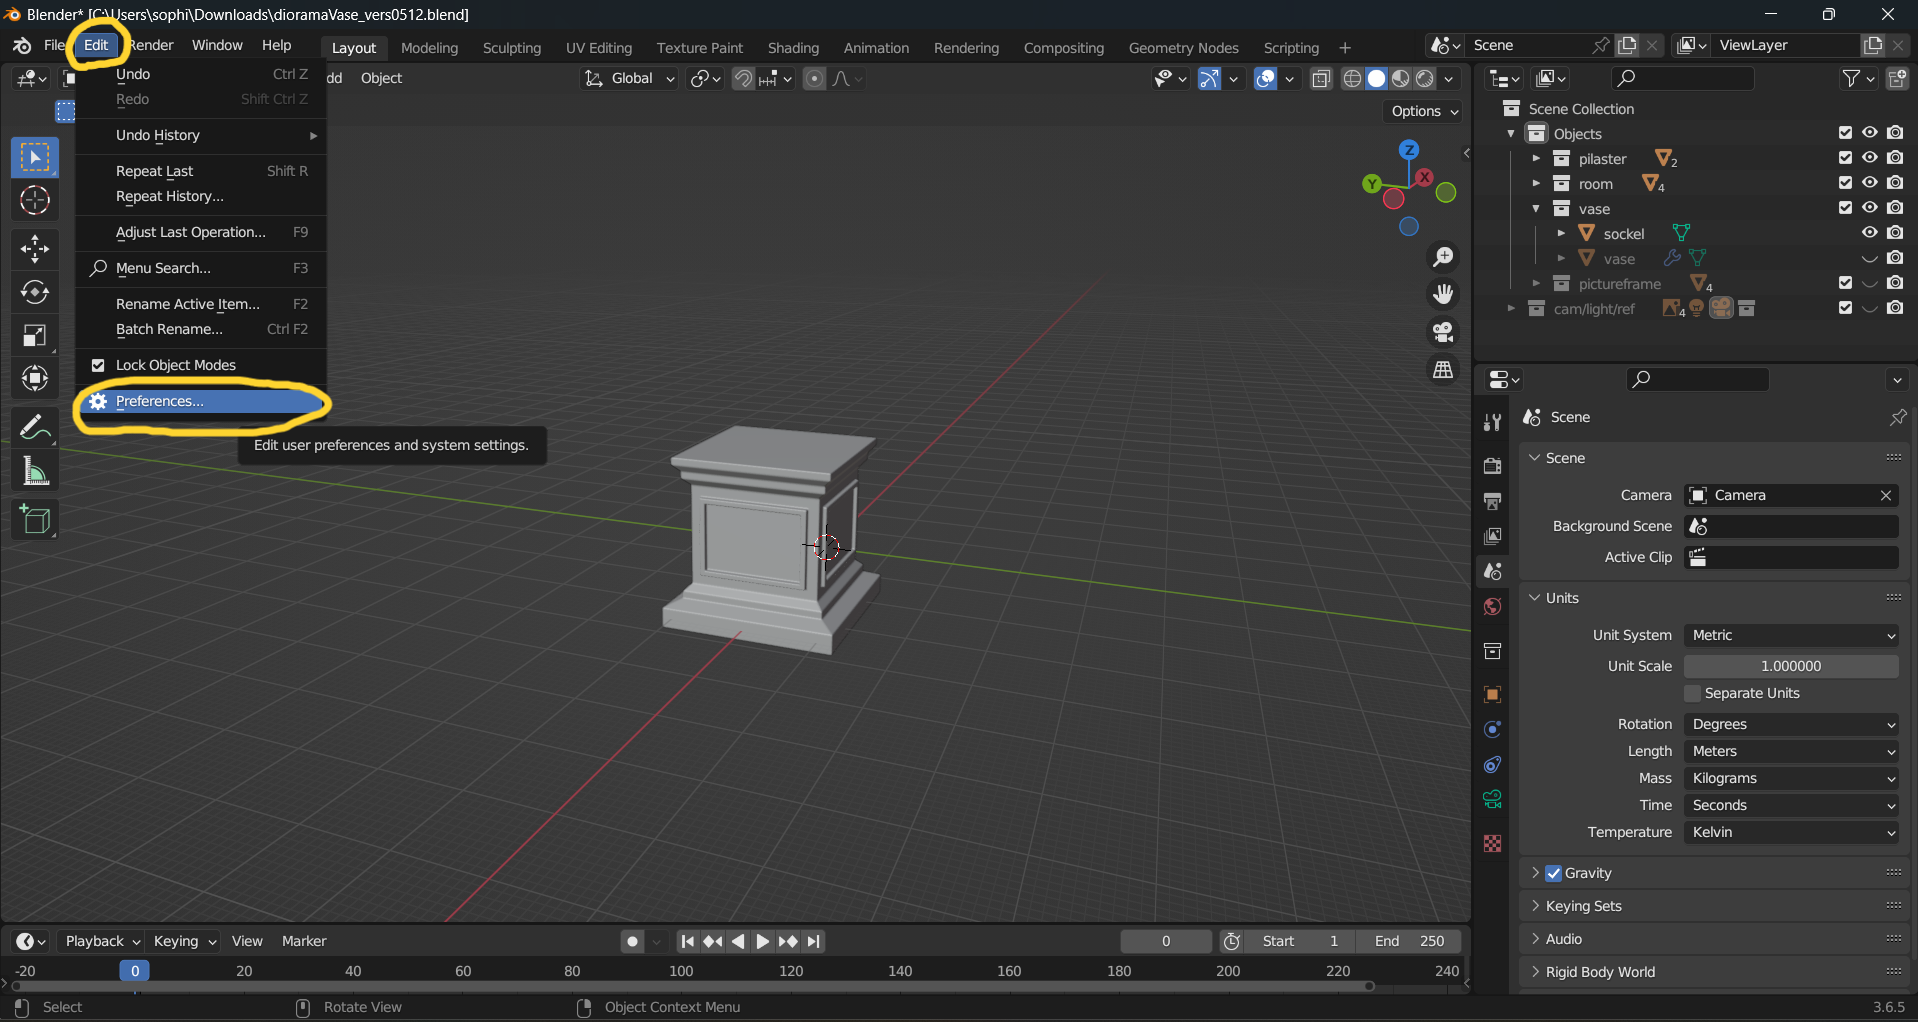 Blender* [C:\Users\sophi\Downloads\dioramaVase_vers0512.blend]
File Edit Render Window Help Layout Modeling Sculpting UV Editing Texture Paint Shading Animation Rendering Compositing Geometry Nodes Scripting + Scene ViewLayer
dd Object Global
Options
Undo Ctrl Z
Redo Shift Ctrl Z
Undo History
Repeat Last Shift R
Repeat History...
Adjust Last Operation... F9
Menu Search... F3
Rename Active Item... F2
Batch Rename... Ctrl F2
Lock Object Modes
Preferences...
Edit user preferences and system settings.
Z
Y X
Scene Collection
Objects
pilaster 2
room 4
vase
sockel
vase
pictureframe 4
cam/light/ref 4
Scene
Scene
Camera Camera
Background Scene
Active Clip
Units
Unit System Metric
Unit Scale 1.000000
Separate Units
Rotation Degrees
Length Meters
Mass Kilograms
Time Seconds
Temperature Kelvin
Gravity
Keying Sets
Audio
Rigid Body World
Playback Keying View Marker 0 Start 1 End 250
-20 0 20 40 60 80 100 120 140 160 180 200 220 240
Select Rotate View Object Context Menu 3.6.5